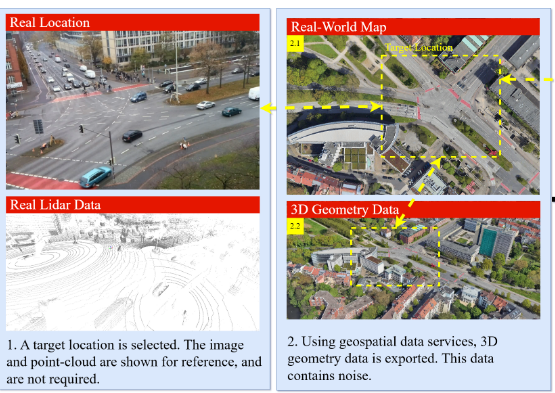 Real Location
Real Lidar Data
1. A target location is selected. The image
and point-cloud are shown for reference, and
are not required.
Real-World Map
2.1
Target Location
3D Geometry Data
2.2
2. Using geospatial data services, 3D
geometry data is exported. This data
contains noise.